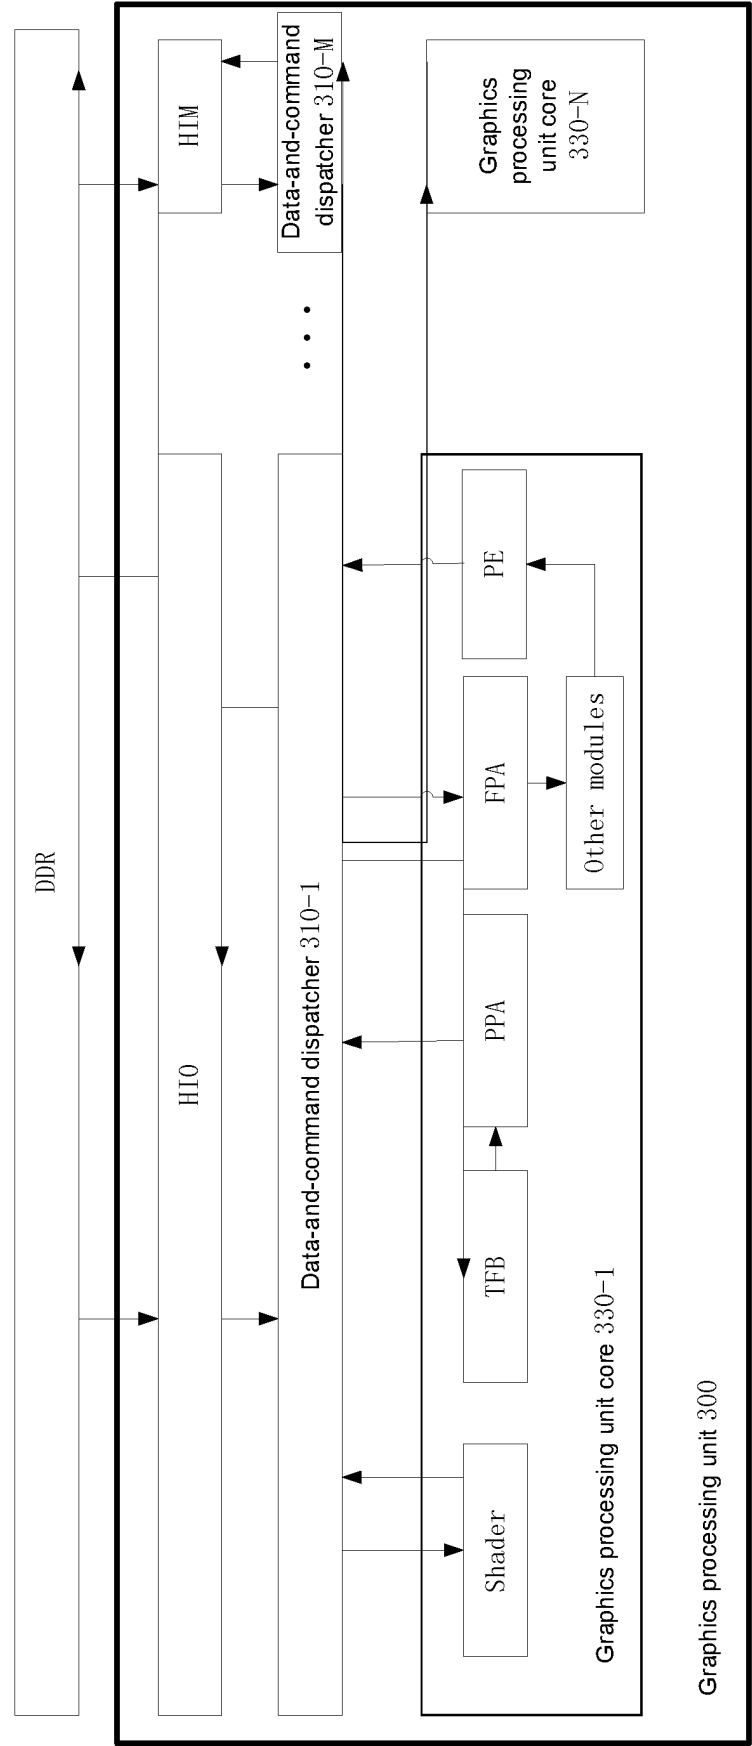 DDR
HIO
HIM
Data-and-command dispatcher 310-1
Data-and-command
dispatcher 310-M
Shader
TFB
PPA
FPA
PE
Other modules
Graphics processing unit core 330-1
Graphics
processing
unit core
330-N
Graphics processing unit 300